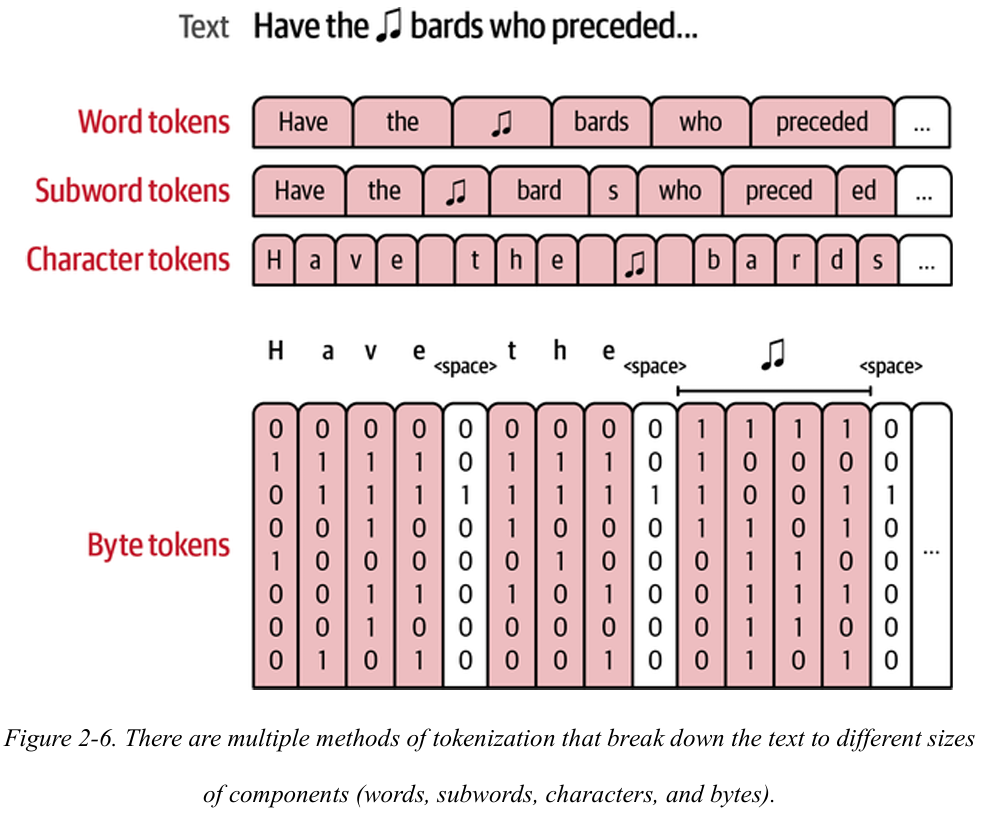 Text Have the 🎵 bards who preceded...
Word tokens Have the 🎵 bards who preceded ...
Subword tokens Have the 🎵 bard s who preced ed ...
Character tokens H a v e t h e 🎵 b a r d s ...
H a v e <space> t h e <space> 🎵 <space>
0 0 0 0 0 0 0 0 0 1 1 1 1 0
1 1 1 1 0 1 1 1 0 1 0 0 0 0
0 1 1 1 1 1 1 1 1 1 0 0 1 1
0 0 1 0 0 1 0 0 0 1 1 0 1 0
Byte tokens ...
1 0 0 0 0 0 1 0 0 0 1 1 0 0
0 0 1 1 0 1 0 1 0 0 1 1 1 0
0 0 1 0 0 0 0 0 0 0 1 1 0 0
0 1 0 1 0 0 0 1 0 0 1 0 1 0
Figure 2-6. There are multiple methods of tokenization that break down the text to different sizes
of components (words, subwords, characters, and bytes).